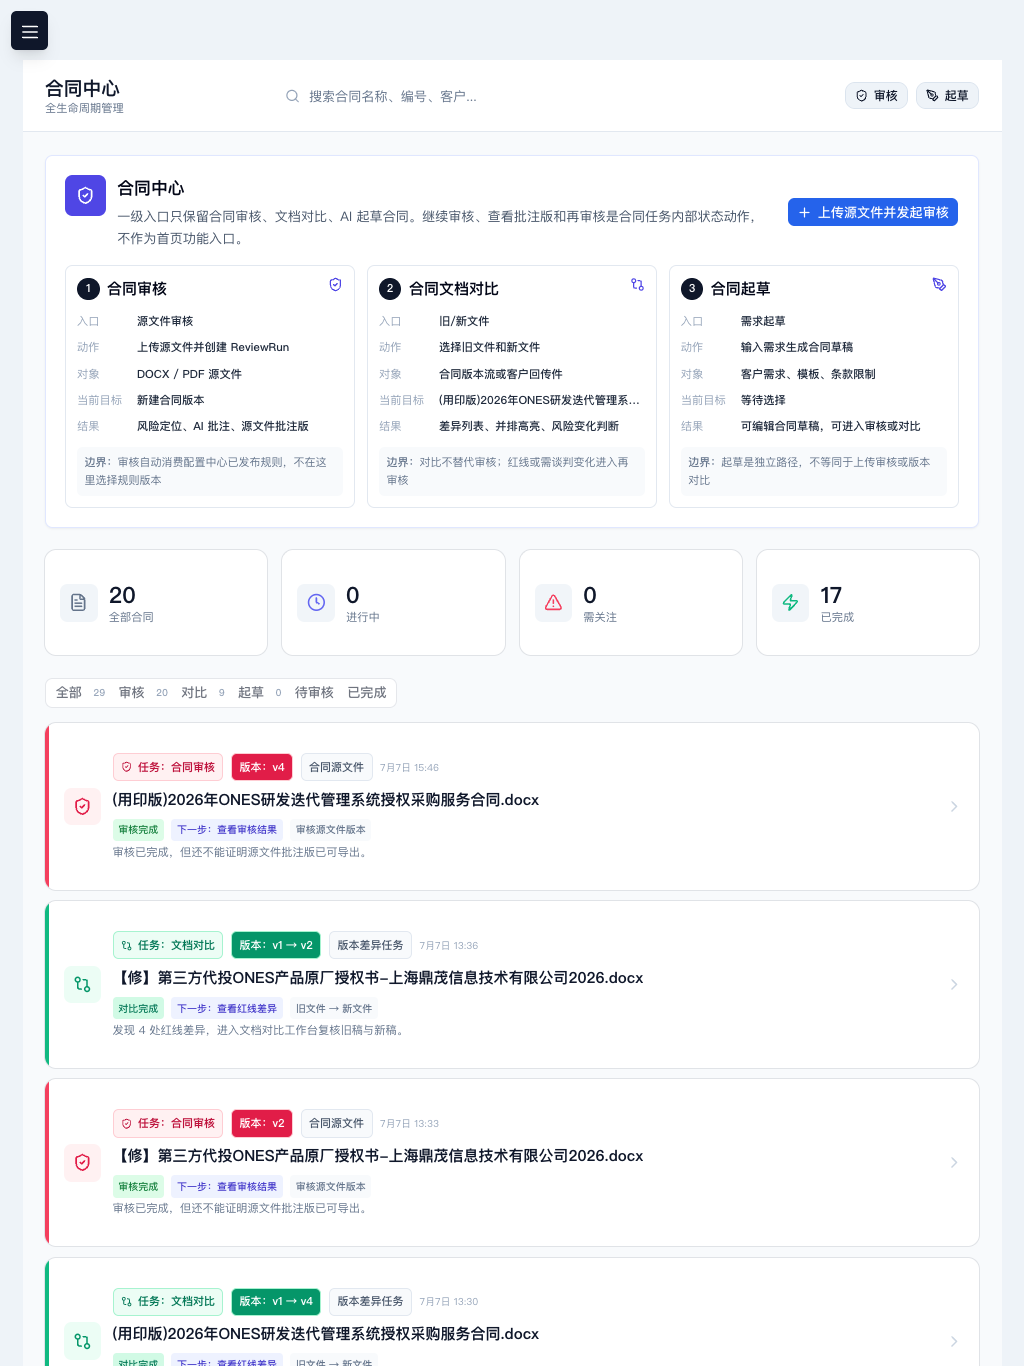 合同中心
全生命周期管理
搜索合同名称、编号、客户...
审核
起草
合同中心
一级入口只保留合同审核、文档对比、AI 起草合同。继续审核、查看批注版和再审核是合同任务内部状态动作，
不作为首页功能入口。
上传源文件并发起审核
1 合同审核
入口 源文件审核
动作 上传源文件并创建 ReviewRun
对象 DOCX / PDF 源文件
当前目标 新建合同版本
结果 风险定位、AI 批注、源文件批注版
边界：审核自动消费配置中心已发布规则，不在这
里选择规则版本
2 合同文档对比
入口 旧/新文件
动作 选择旧文件和新文件
对象 合同版本流或客户回传件
当前目标 (用印版)2026年ONES研发迭代管理系...
结果 差异列表、并排高亮、风险变化判断
边界：对比不替代审核；红线或需谈判变化进入再
审核
3 合同起草
入口 需求起草
动作 输入需求生成合同草稿
对象 客户需求、模板、条款限制
当前目标 等待选择
结果 可编辑合同草稿，可进入审核或对比
边界：起草是独立路径，不等同于上传审核或版本
对比
20
全部合同
0
进行中
0
需关注
17
已完成
全部 29 审核 20 对比 9 起草 0 待审核 已完成
任务：合同审核 版本：v4 合同源文件 7月7日 15:46
(用印版)2026年ONES研发迭代管理系统授权采购服务合同.docx
审核完成 下一步：查看审核结果 审核源文件版本
审核已完成，但还不能证明源文件批注版已可导出。
任务：文档对比 版本：v1 → v2 版本差异任务 7月7日 13:36
【修】第三方代投ONES产品原厂授权书-上海鼎茂信息技术有限公司2026.docx
对比完成 下一步：查看红线差异 旧文件 → 新文件
发现 4 处红线差异，进入文档对比工作台复核旧稿与新稿。
任务：合同审核 版本：v2 合同源文件 7月7日 13:33
【修】第三方代投ONES产品原厂授权书-上海鼎茂信息技术有限公司2026.docx
审核完成 下一步：查看审核结果 审核源文件版本
审核已完成，但还不能证明源文件批注版已可导出。
任务：文档对比 版本：v1 → v4 版本差异任务 7月7日 13:30
(用印版)2026年ONES研发迭代管理系统授权采购服务合同.docx
对比完成 下一步：查看红线差异 旧文件 → 新文件